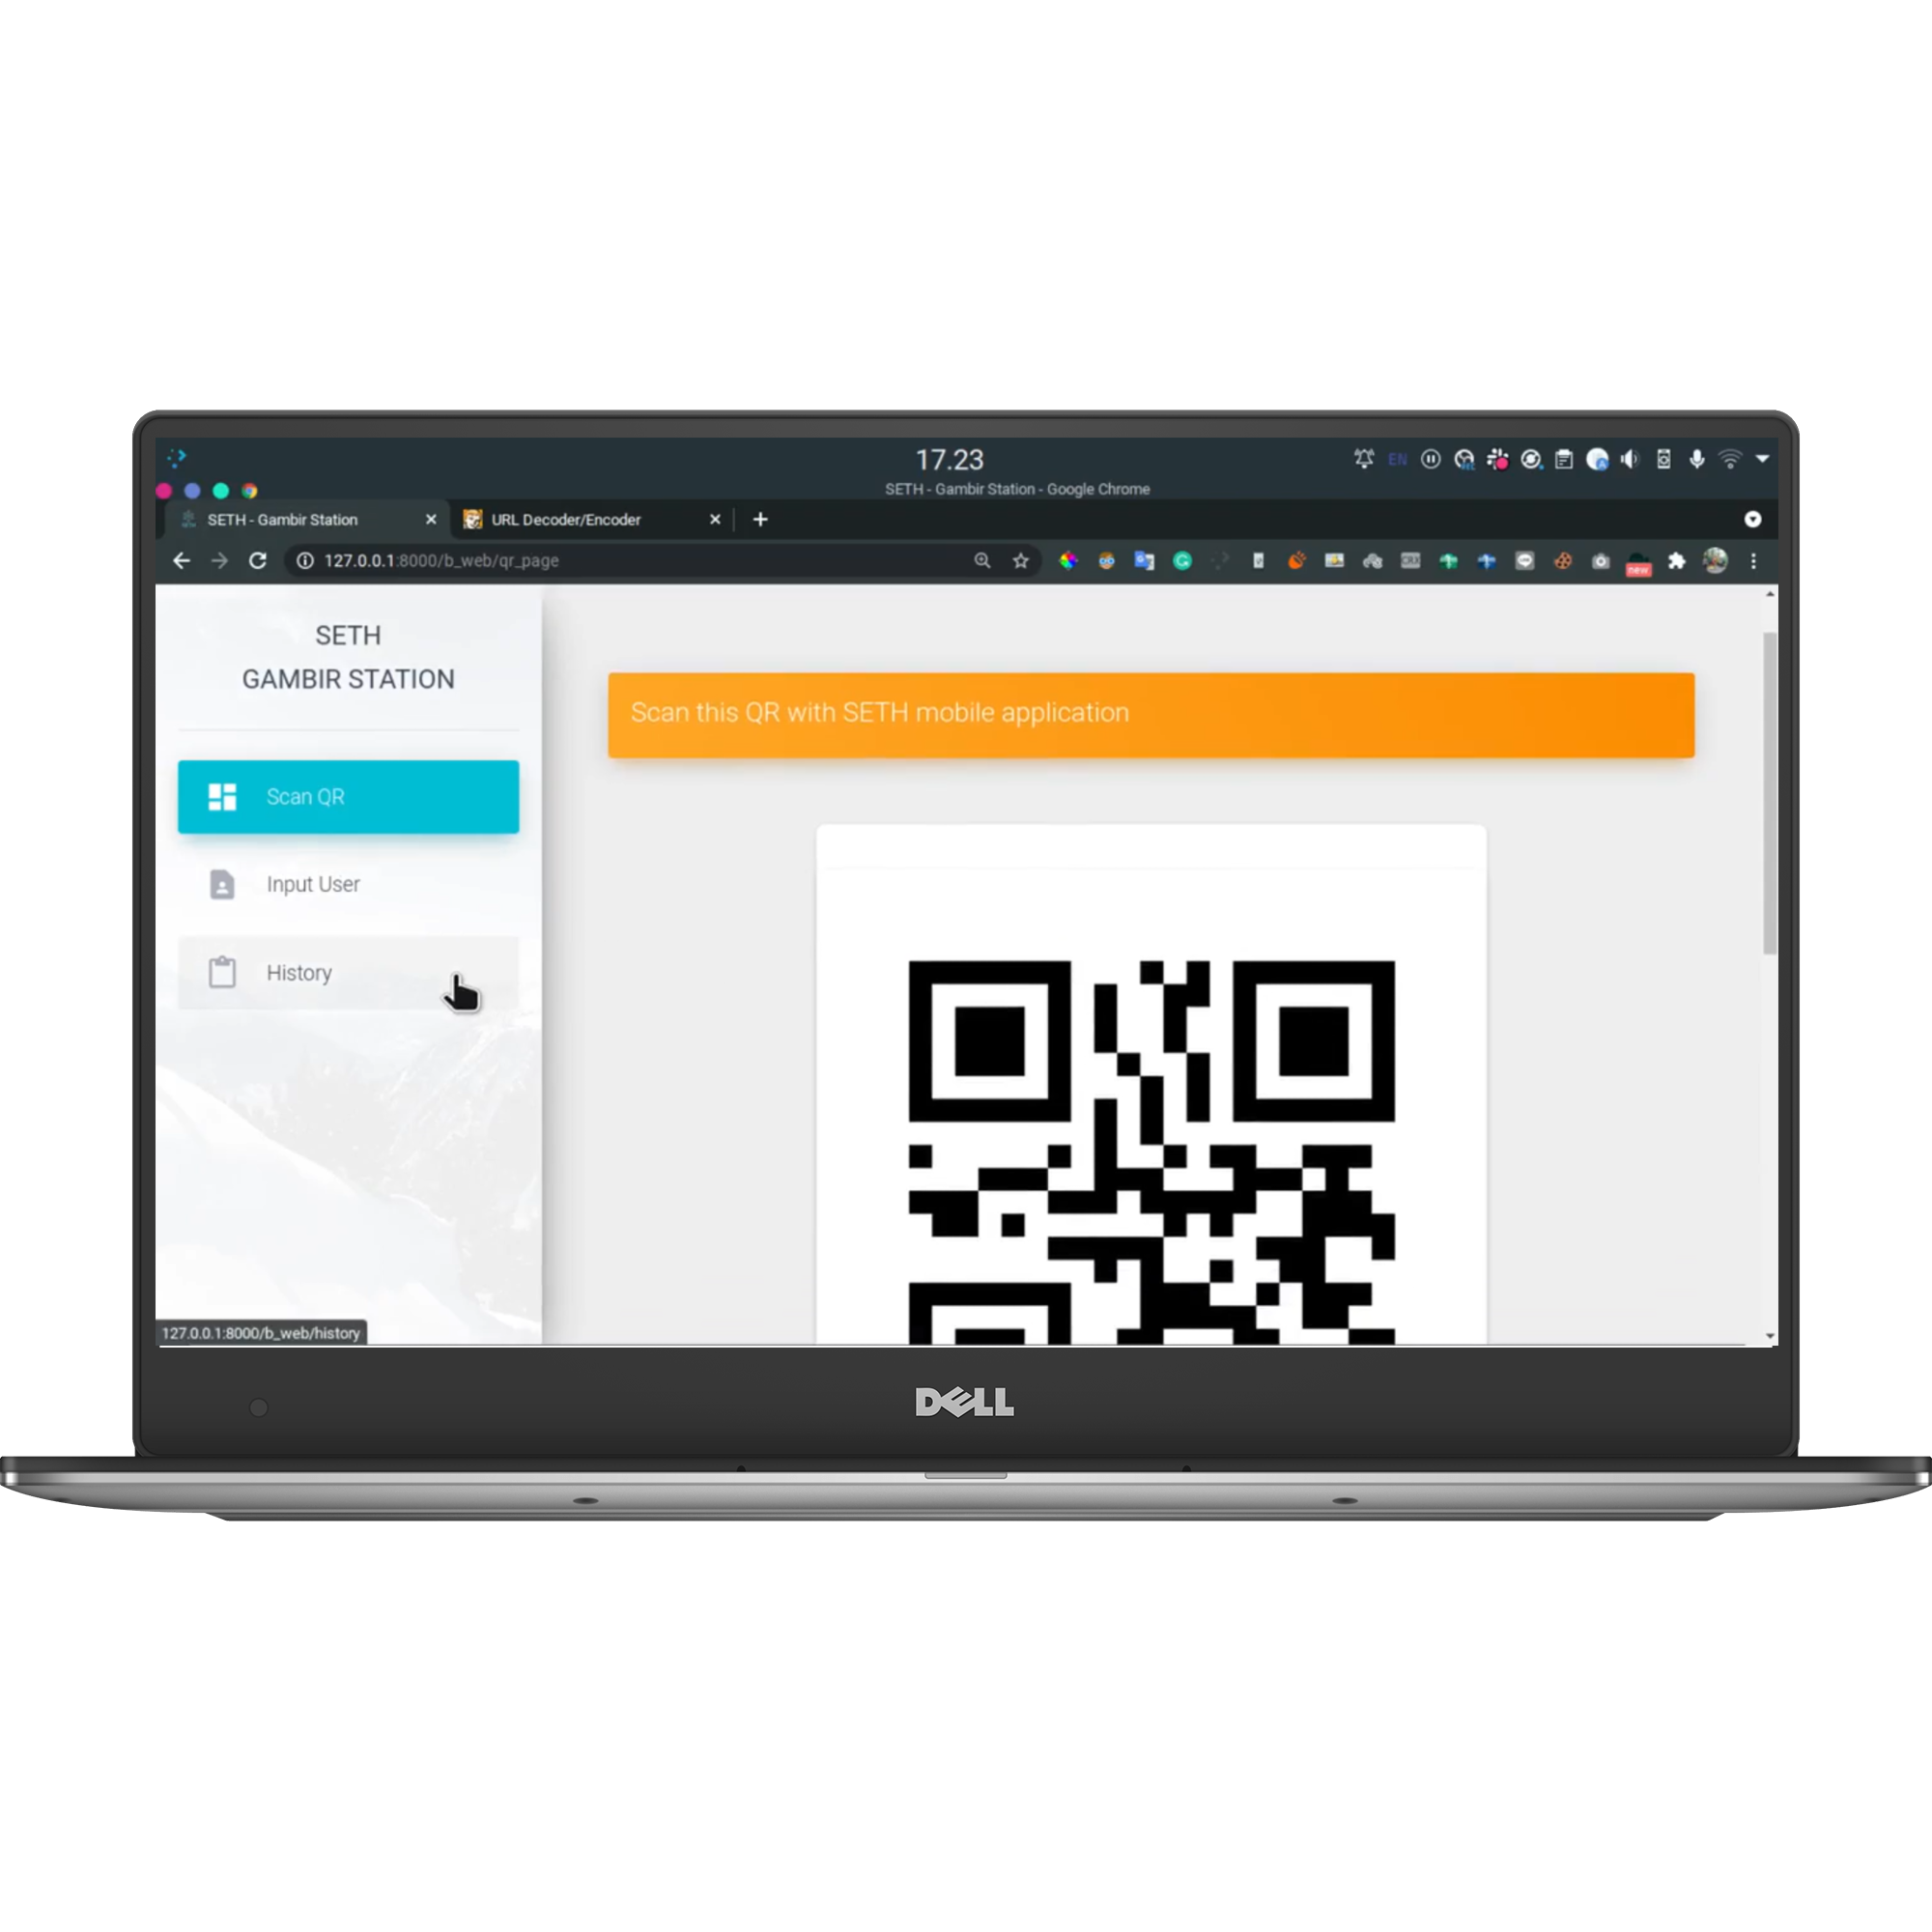 17.23
EN
SETH - Gambir Station - Google Chrome
SETH - Gambir Station
URL Decoder/Encoder
127.0.0.1:8000/b_web/qr_page
new
SETH
GAMBIR STATION
Scan QR
Input User
History
Scan this QR with SETH mobile application
127.0.0.1:8000/b_web/history
DELL